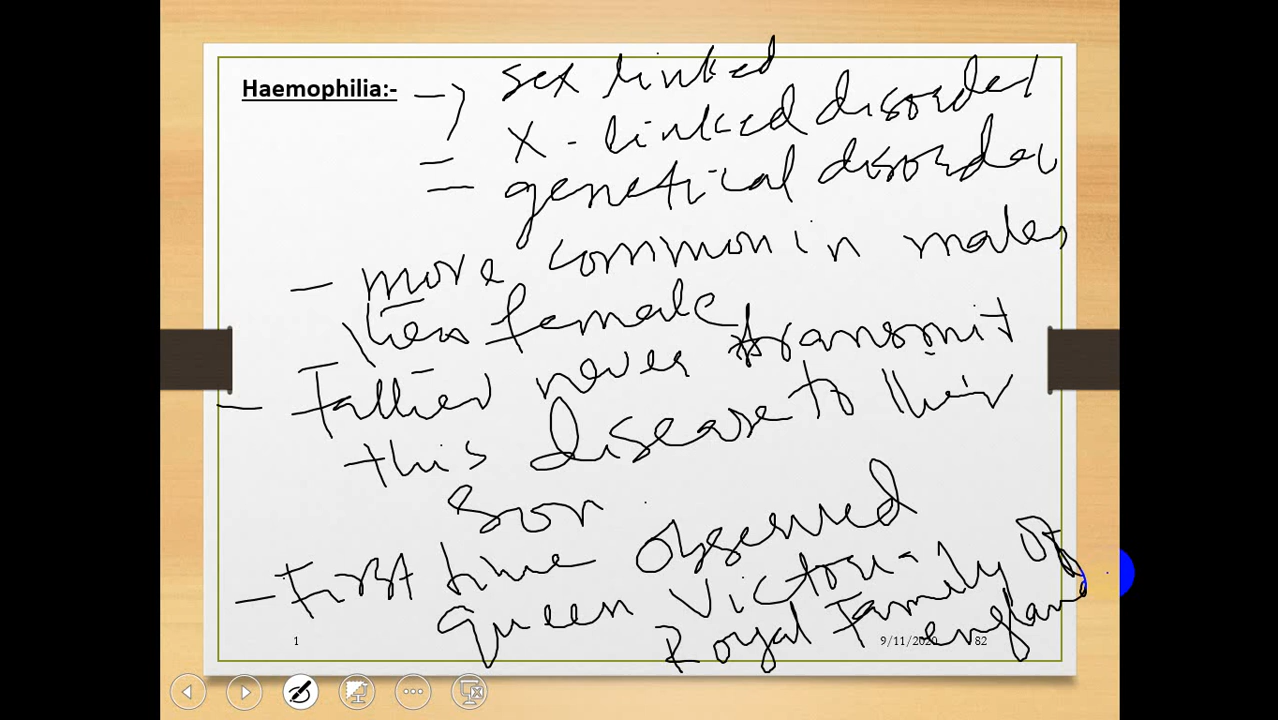 Haemophilia:- → sex linked
- X - linked disorder
- genetical disorder
- more common in males
then female
- Father never transmit
this disease to their
son
- First time observed
queen Victoria
Royal Family of
england
1 9/11/2020 82